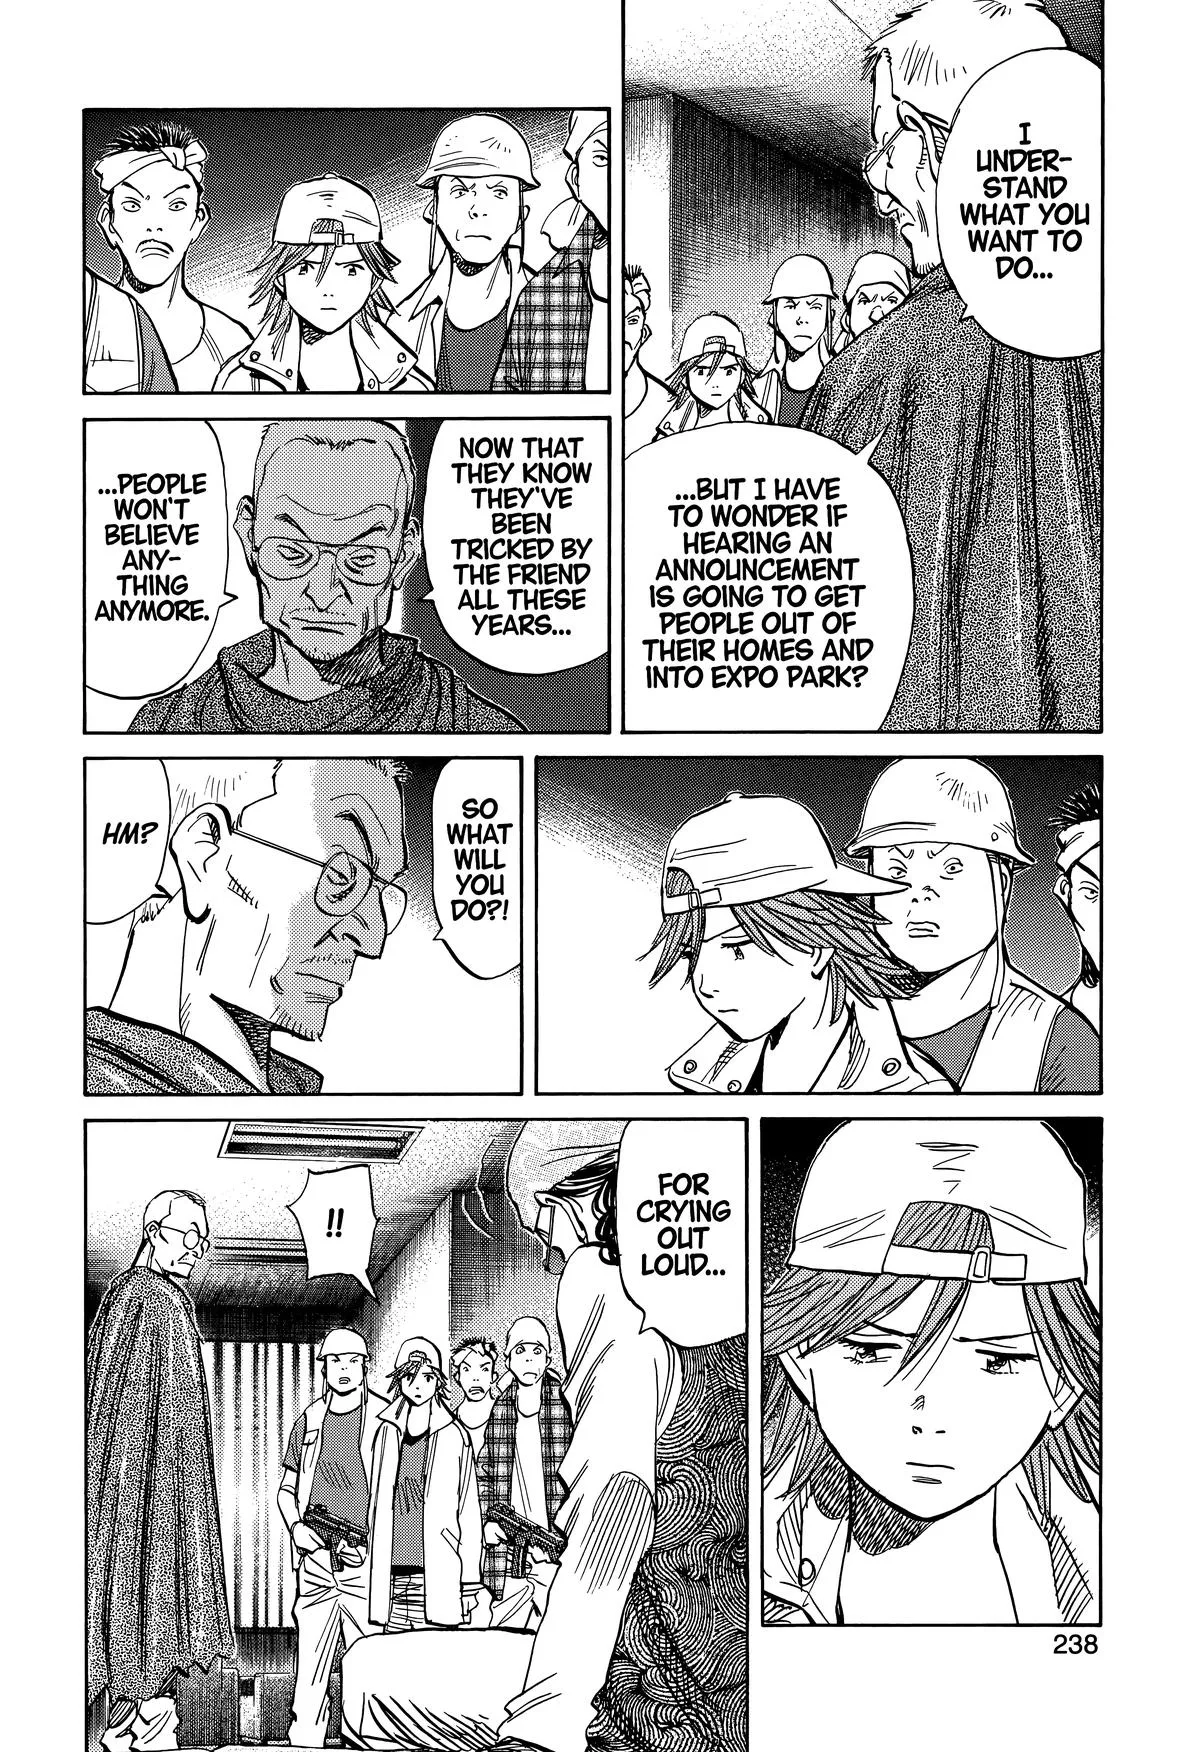 I
UNDER-
STAND
WHAT YOU
WANT TO
DO...
...BUT I HAVE
TO WONDER IF
HEARING AN
ANNOUNCEMENT
IS GOING TO GET
PEOPLE OUT OF
THEIR HOMES AND
INTO EXPO PARK?
NOW THAT
THEY KNOW
THEY'VE
BEEN
TRICKED BY
THE FRIEND
ALL THESE
YEARS...
...PEOPLE
WON'T
BELIEVE
ANY-
THING
ANYMORE.
SO
WHAT
WILL
YOU
DO?!
HM?
FOR
CRYING
OUT
LOUD...
!!
238